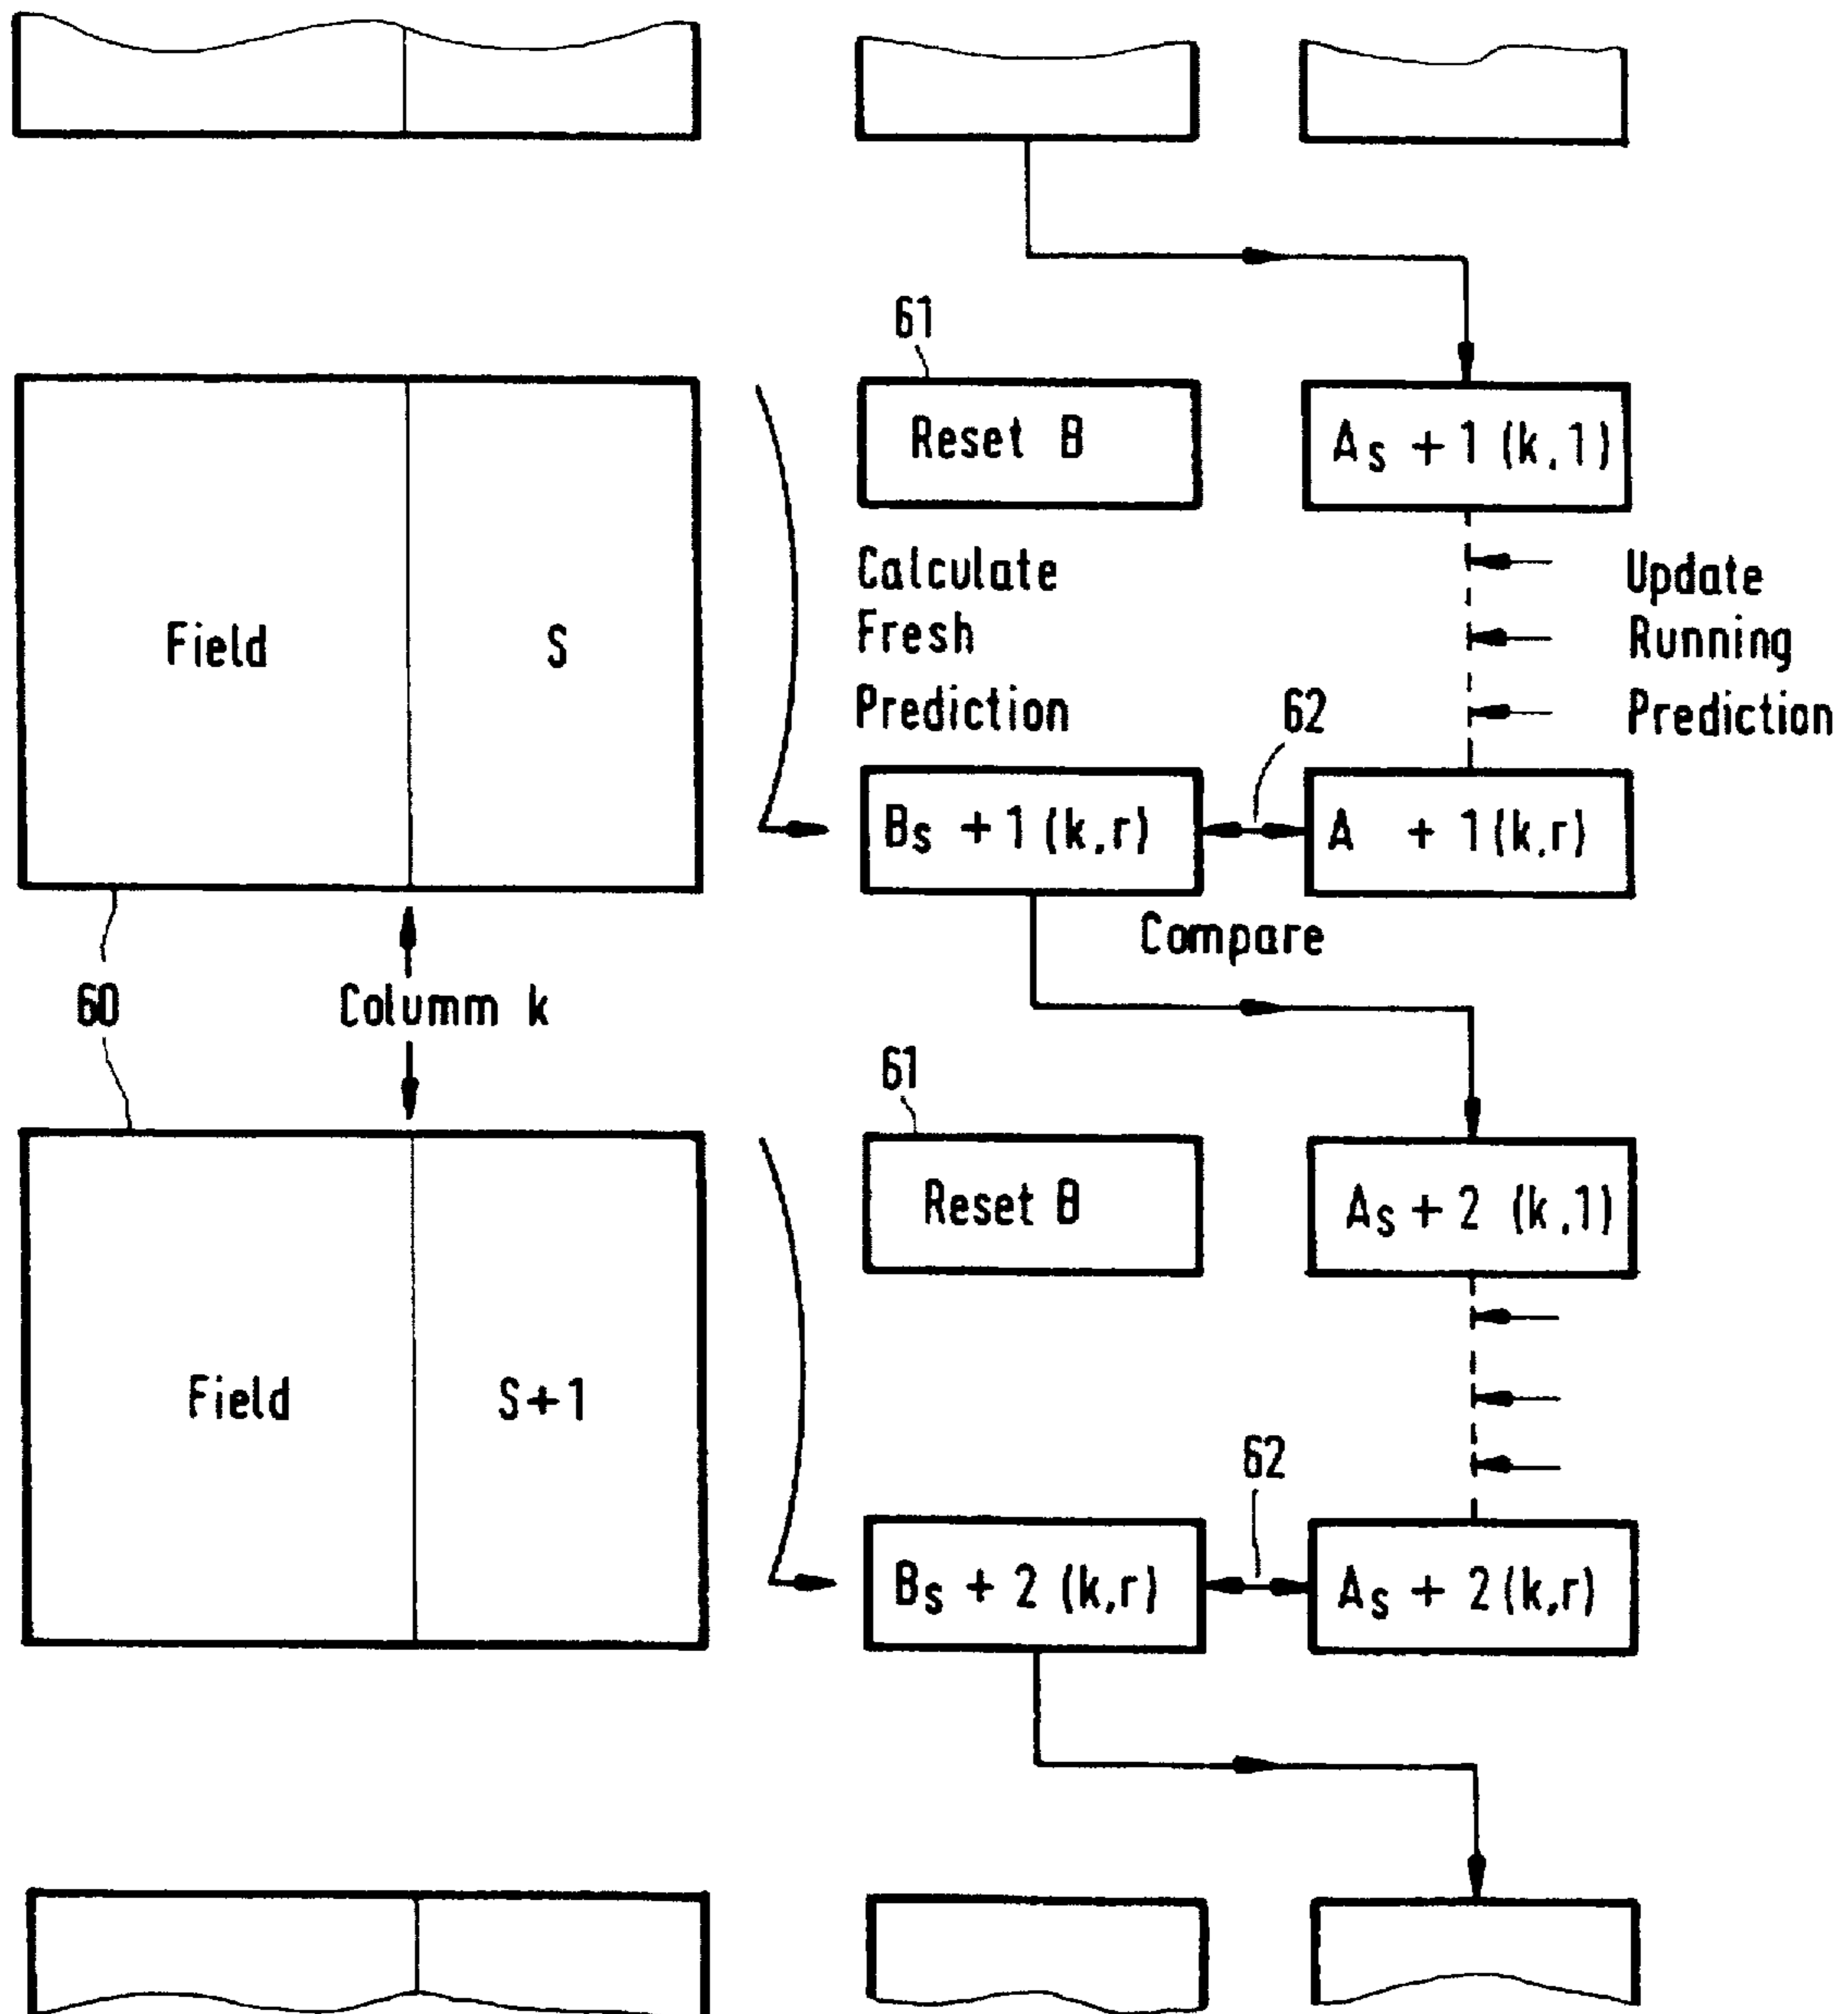 61
Reset B
As + 1 (k,1)
Calculate
Fresh
Prediction
Update
Running
Prediction
Field
S
62
Bs + 1 (k,r)
A + 1(k,r)
Compare
60
Columm k
61
Reset B
As + 2 (k,1)
Field
S+1
62
Bs + 2 (k,r)
As + 2(k,r)